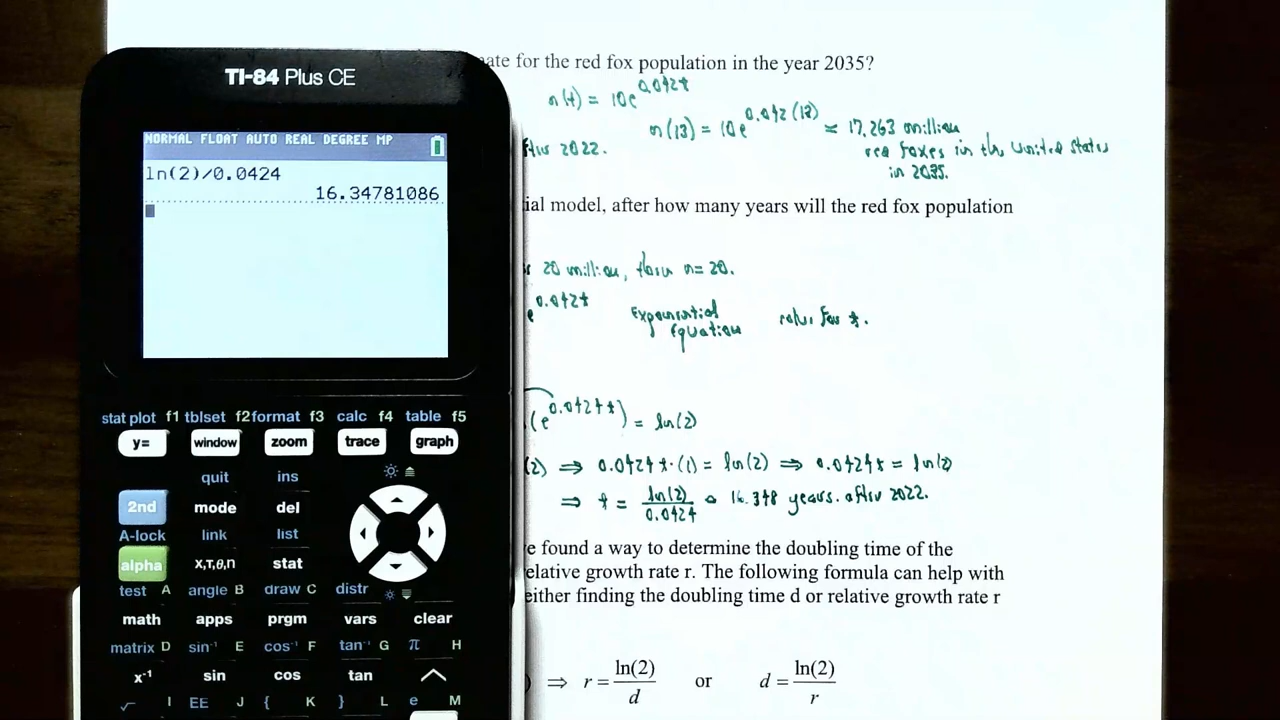 TI-84 Plus CE
NORMAL FLOAT AUTO REAL DEGREE MP
ln(2)/0.0424
16.34781086
stat plot f1 tblset f2 format f3 calc f4 table f5
y= window zoom trace graph
quit ins
2nd mode del
A-lock link list
alpha X,T,θ,n stat
test A angle B draw C distr
math apps prgm vars clear
matrix D sin⁻¹ E cos⁻¹ F tan⁻¹ G π H
x⁻¹ sin cos tan ^
√ I EE J { K } L e M
ate for the red fox population in the year 2035?
n(t) = 10e^0.042t
n(13) = 10e^0.042(13) ≈ 17.263 million
after 2022.
red foxes in the United States
in 2035.
ial model, after how many years will the red fox population
20 million, then n=20.
e^0.042t Exponential solve for t.
Equation
(e^0.0424t) = ln(2)
(2) ⇒ 0.0424t·(1) = ln(2) ⇒ 0.0424t = ln(2)
⇒ t = ln(2)/0.0424 ≈ 16.348 years. after 2022.
e found a way to determine the doubling time of the
elative growth rate r. The following formula can help with
either finding the doubling time d or relative growth rate r
) ⇒ r = ln(2)/d or d = ln(2)/r